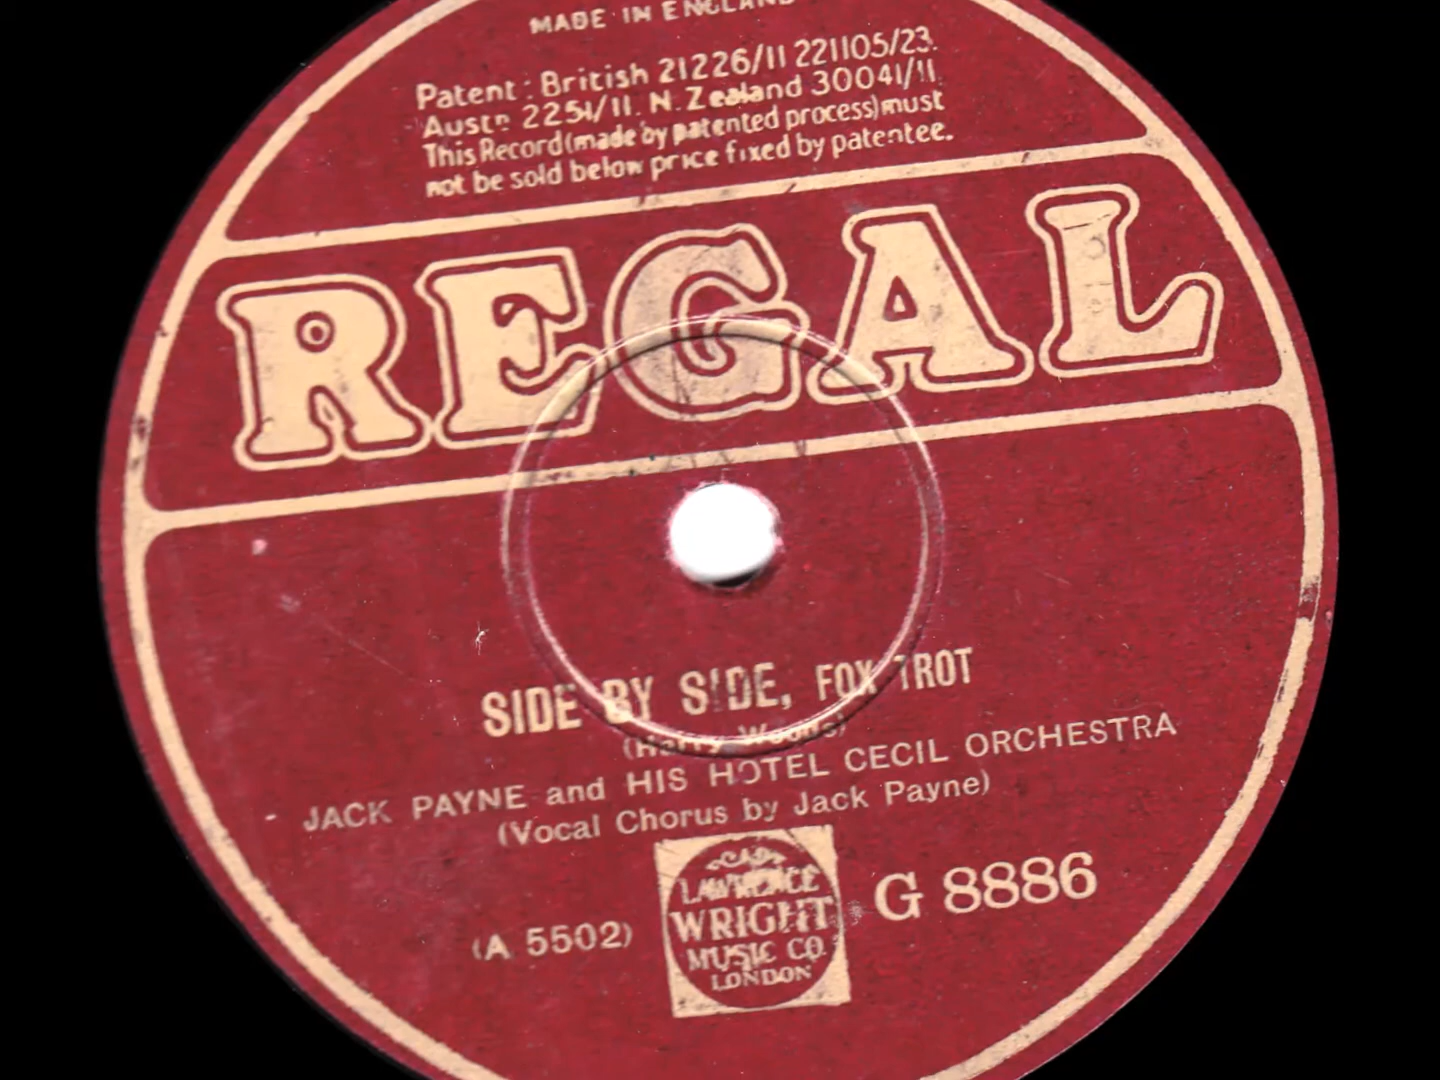 MADE IN ENGLAND
Patent: British 21226/11 221105/23.
Austn 2251/11. N. Zealand 30041/11.
This Record (made by patented process) must
not be sold below price fixed by patentee.
REGAL
SIDE BY SIDE, FOX TROT
(Harry Woods)
JACK PAYNE and HIS HOTEL CECIL ORCHESTRA
(Vocal Chorus by Jack Payne)
LAWRENCE
WRIGHT
MUSIC CO.
LONDON
(A 5502)
G 8886